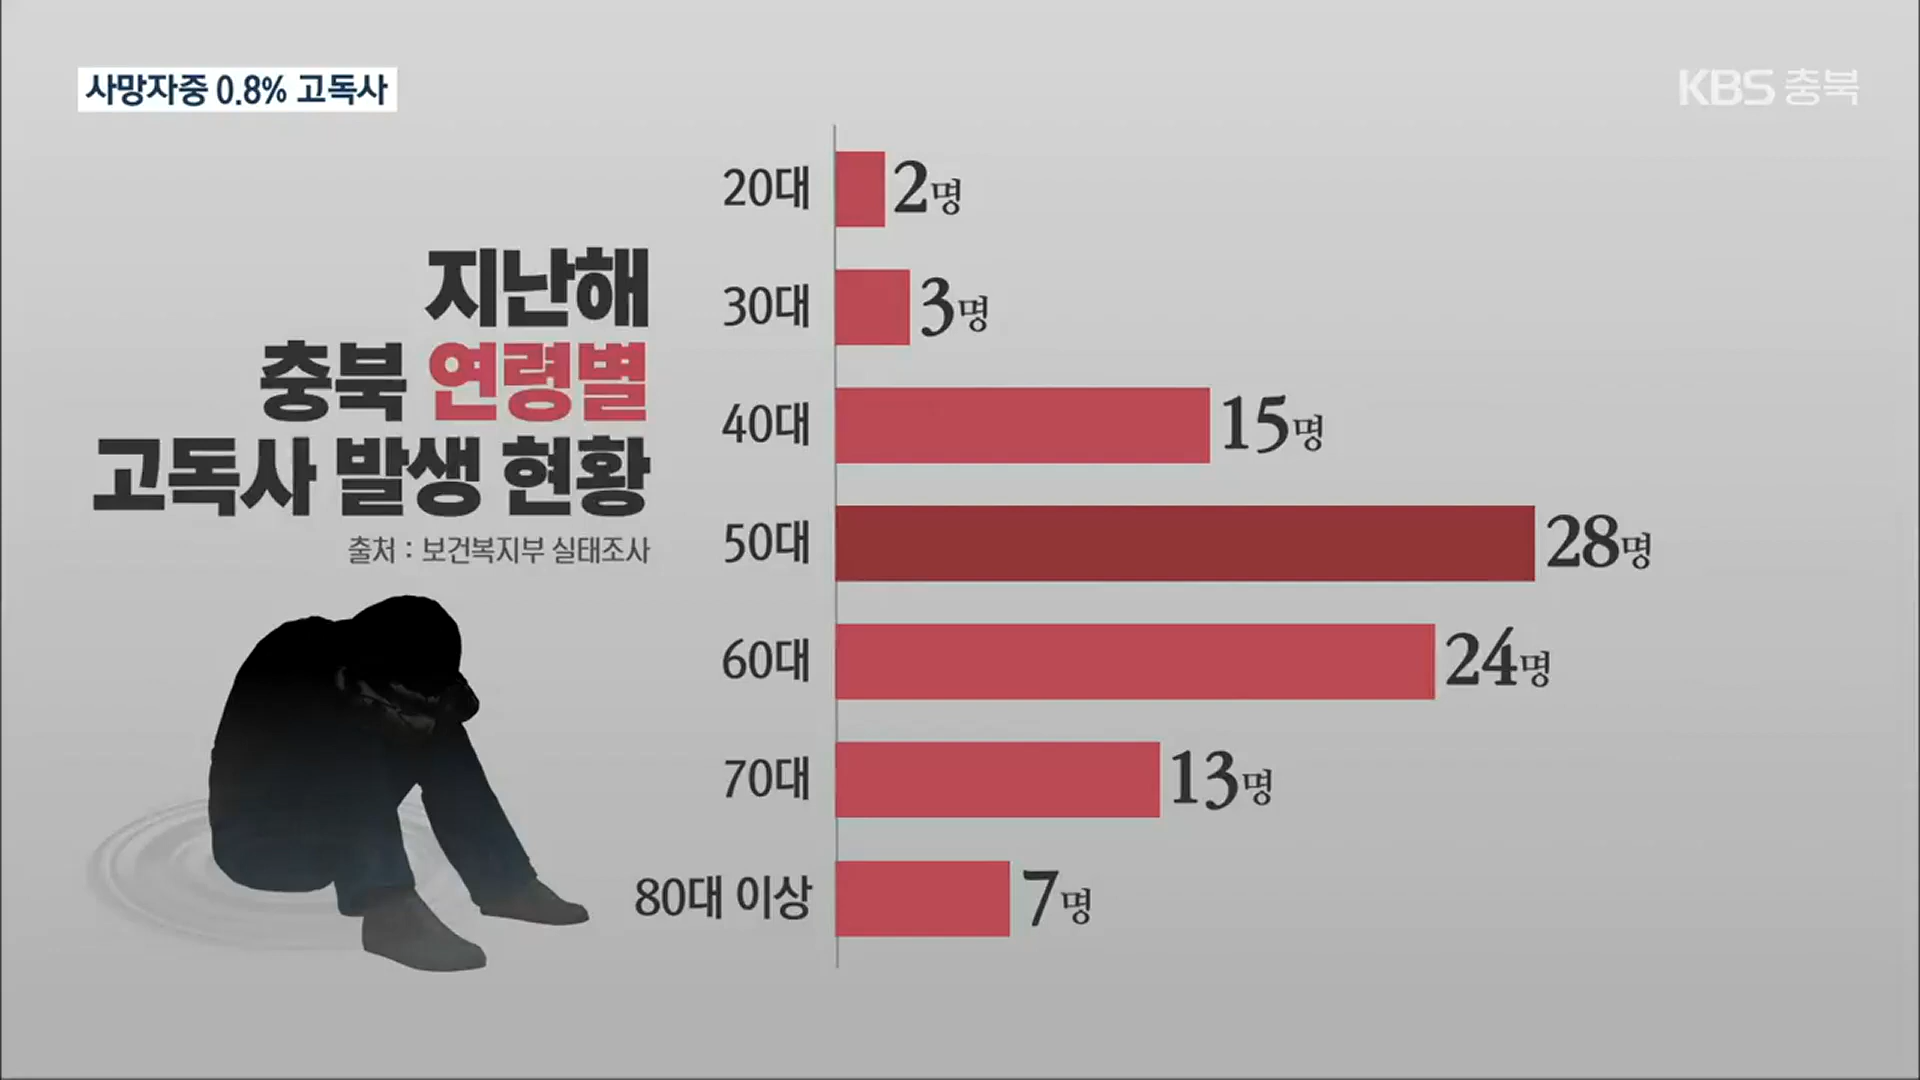 사망자중 0.8% 고독사
KBS 충북
지난해
충북 연령별
고독사 발생 현황
출처 : 보건복지부 실태조사
20대 2명
30대 3명
40대 15명
50대 28명
60대 24명
70대 13명
80대 이상 7명